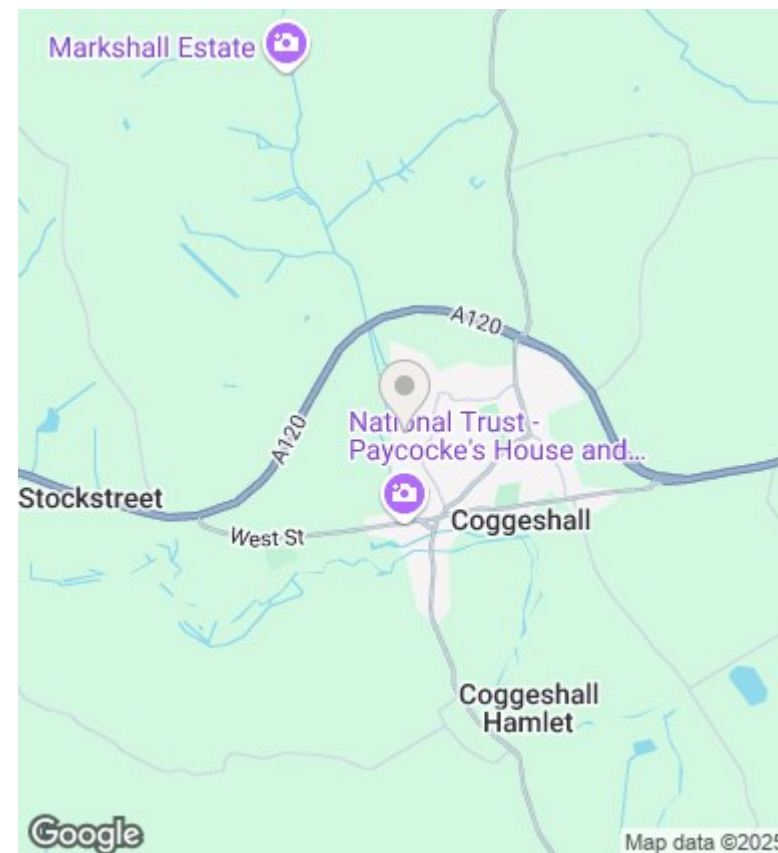 Markshall Estate
A120
A120
National Trust -
Paycocke's House and...
Stockstreet
West St
Coggeshall
Coggeshall
Hamlet
Google
Map data ©2025